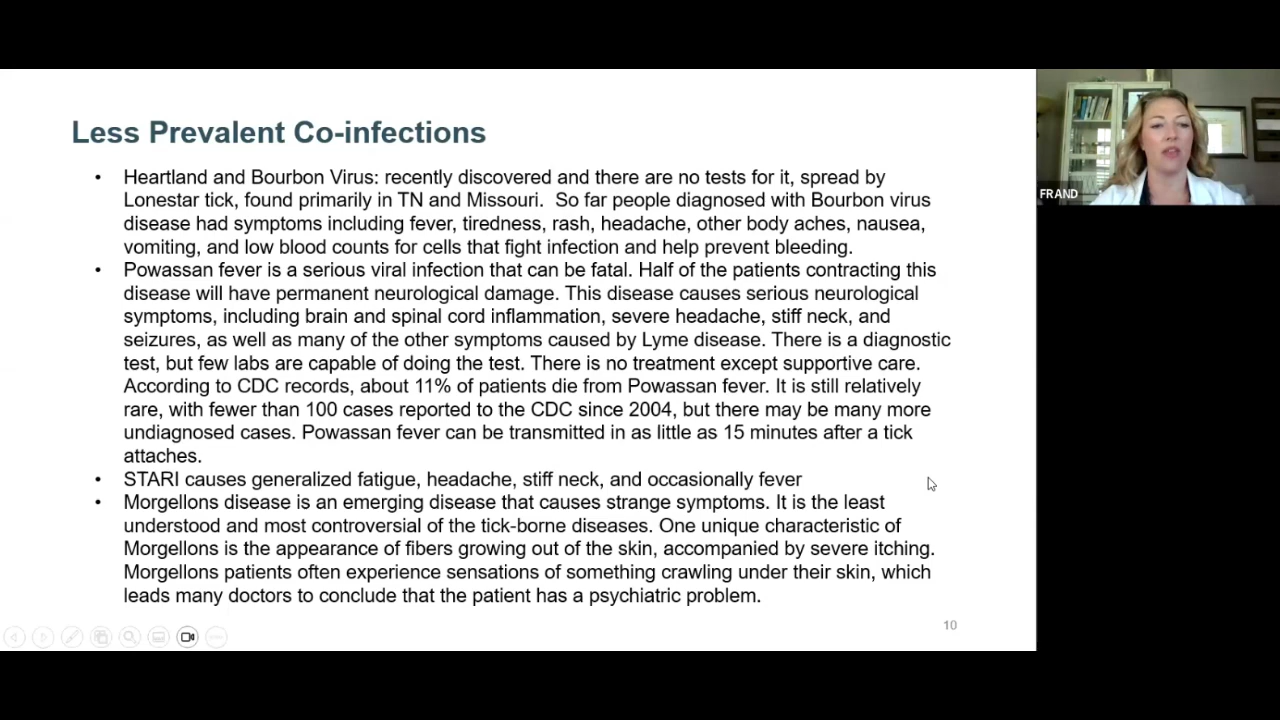 Less Prevalent Co-infections
• Heartland and Bourbon Virus: recently discovered and there are no tests for it, spread by
Lonestar tick, found primarily in TN and Missouri.  So far people diagnosed with Bourbon virus
disease had symptoms including fever, tiredness, rash, headache, other body aches, nausea,
vomiting, and low blood counts for cells that fight infection and help prevent bleeding.
• Powassan fever is a serious viral infection that can be fatal. Half of the patients contracting this
disease will have permanent neurological damage. This disease causes serious neurological
symptoms, including brain and spinal cord inflammation, severe headache, stiff neck, and
seizures, as well as many of the other symptoms caused by Lyme disease. There is a diagnostic
test, but few labs are capable of doing the test. There is no treatment except supportive care.
According to CDC records, about 11% of patients die from Powassan fever. It is still relatively
rare, with fewer than 100 cases reported to the CDC since 2004, but there may be many more
undiagnosed cases. Powassan fever can be transmitted in as little as 15 minutes after a tick
attaches.
• STARI causes generalized fatigue, headache, stiff neck, and occasionally fever
• Morgellons disease is an emerging disease that causes strange symptoms. It is the least
understood and most controversial of the tick-borne diseases. One unique characteristic of
Morgellons is the appearance of fibers growing out of the skin, accompanied by severe itching.
Morgellons patients often experience sensations of something crawling under their skin, which
leads many doctors to conclude that the patient has a psychiatric problem.
10
FRAND